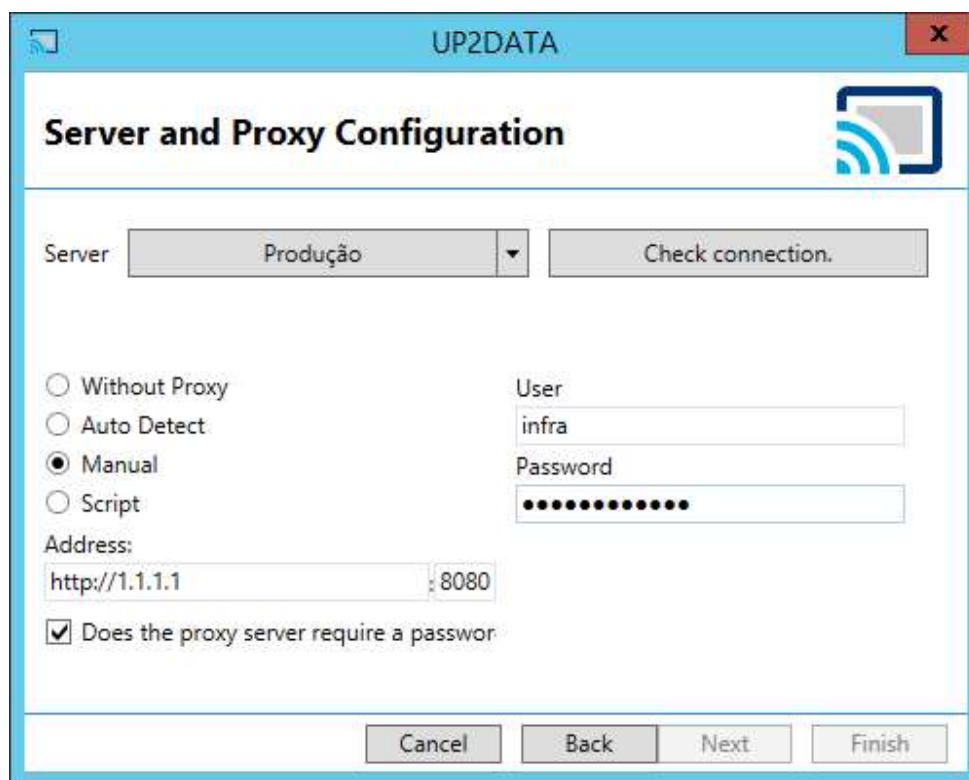 UP2DATA
x
Server and Proxy Configuration
Server Produção Check connection.
Without Proxy
Auto Detect
Manual
Script
User
infra
Password
••••••••••••
Address:
http://1.1.1.1 : 8080
Does the proxy server require a passwor
Cancel Back Next Finish